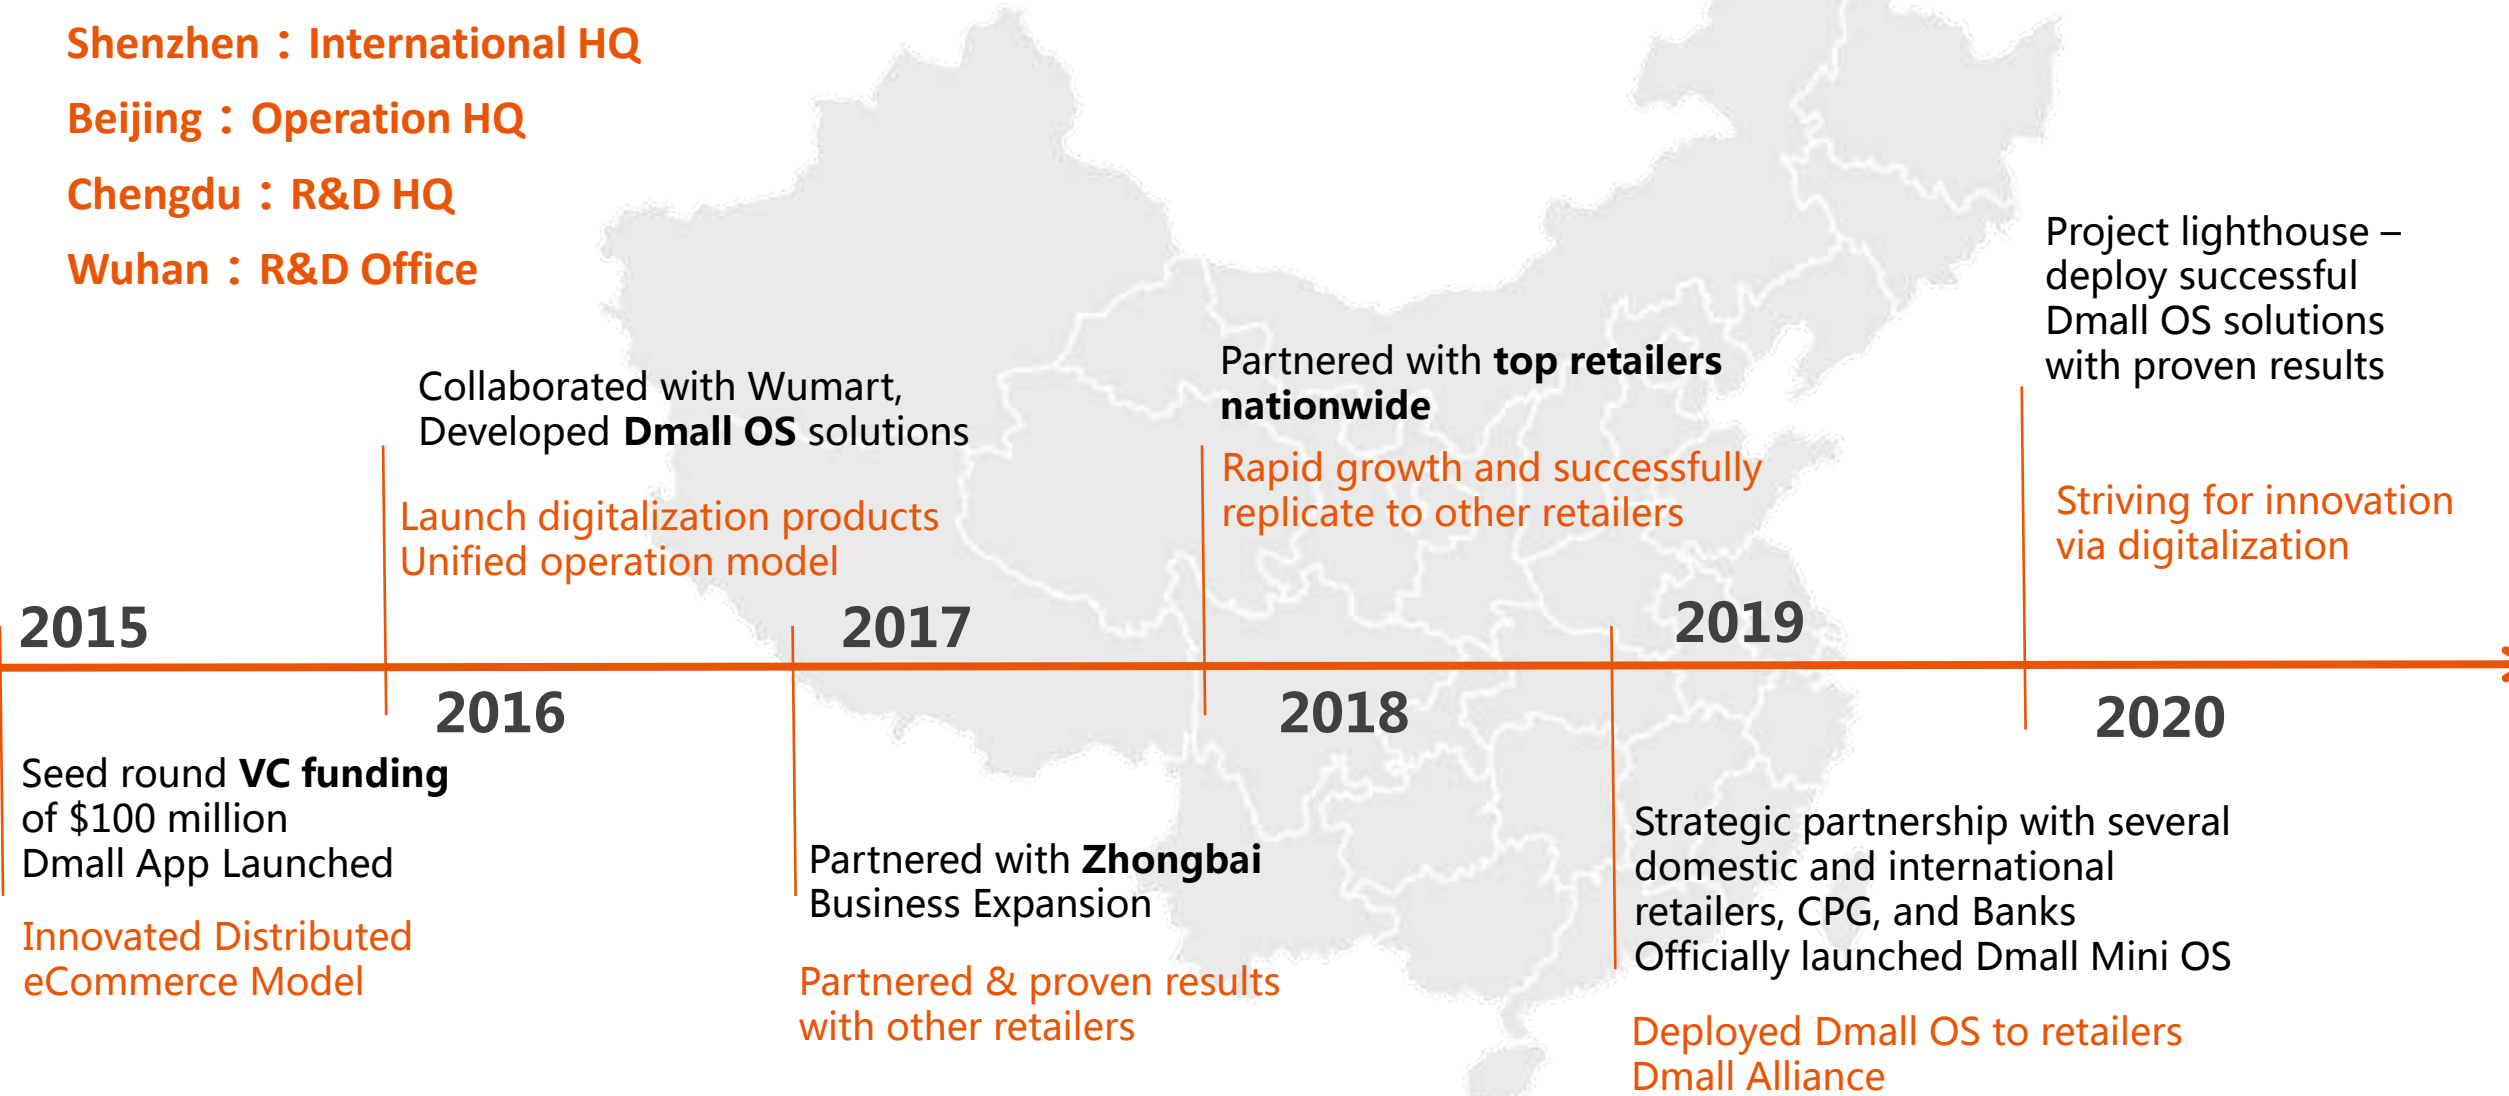 Shenzhen：International HQ
Beijing：Operation HQ
Chengdu：R&D HQ
Wuhan：R&D Office
2015
Seed round VC funding
of $100 million
Dmall App Launched
Innovated Distributed
eCommerce Model
Collaborated with Wumart,
Developed Dmall OS solutions
Launch digitalization products
Unified operation model
2016
2017
Partnered with Zhongbai
Business Expansion
Partnered & proven results
with other retailers
Partnered with top retailers
nationwide
Rapid growth and successfully
replicate to other retailers
2018
2019
Strategic partnership with several
domestic and international
retailers, CPG, and Banks
Officially launched Dmall Mini OS
Deployed Dmall OS to retailers
Dmall Alliance
Project lighthouse –
deploy successful
Dmall OS solutions
with proven results
Striving for innovation
via digitalization
2020